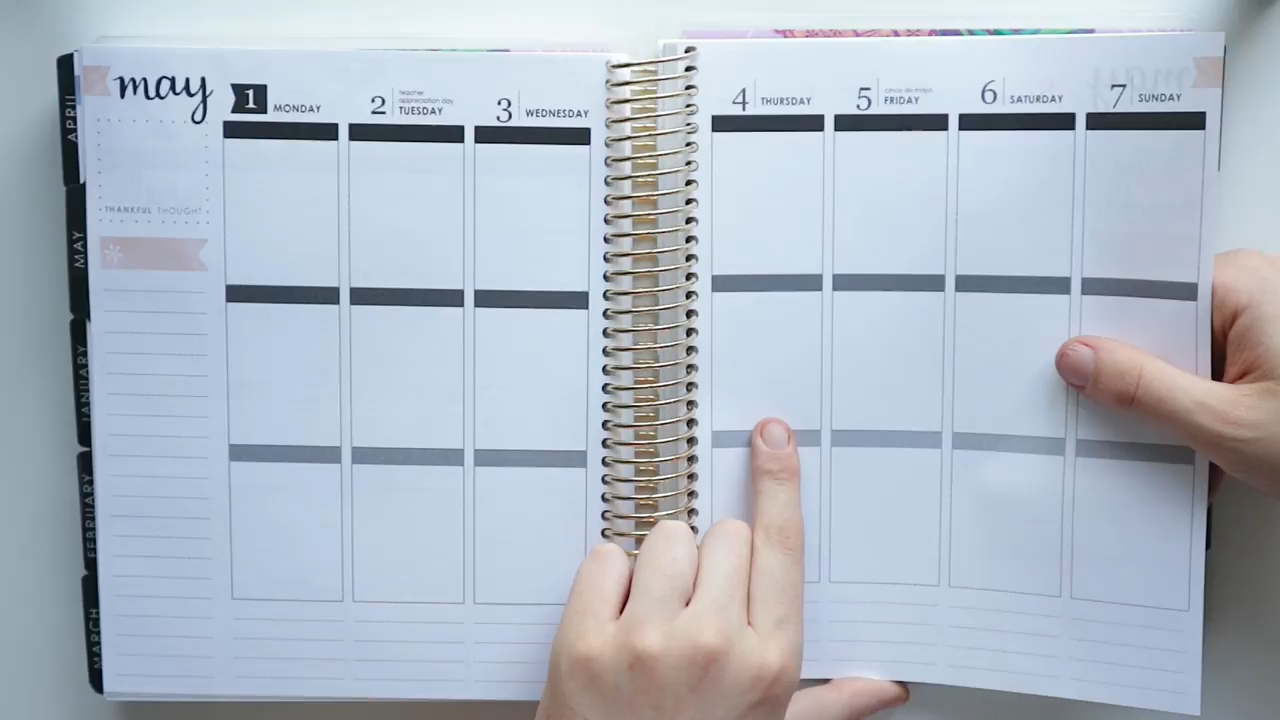 may
1 MONDAY
2 teacher appreciation day TUESDAY
3 WEDNESDAY
4 THURSDAY
5 cinco de mayo FRIDAY
6 SATURDAY
7 SUNDAY
THANKFUL THOUGHT
APRIL
MAY
JANUARY
FEBRUARY
MARCH